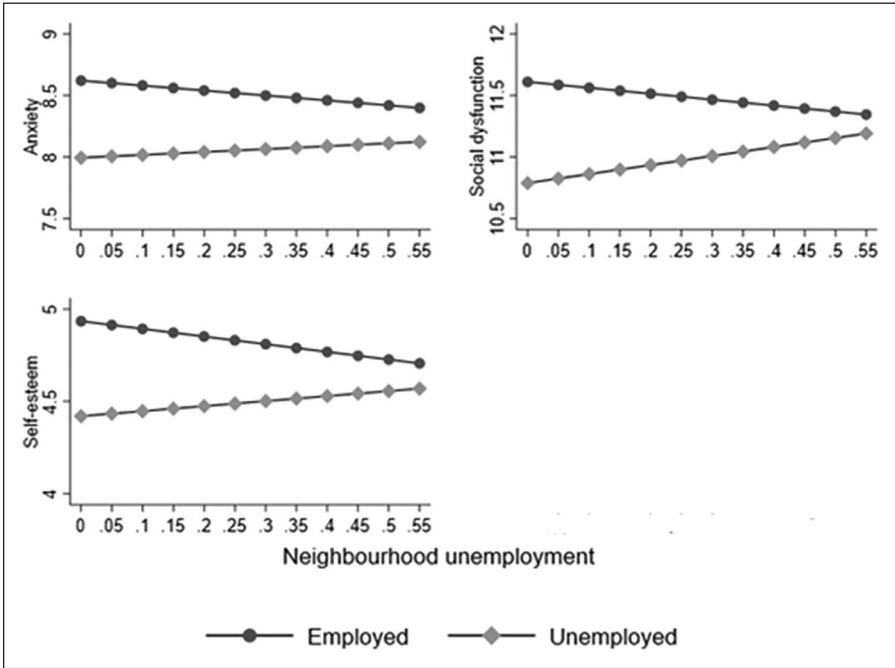 Anxiety
9
8.5
8
7.5
0 .05 .1 .15 .2 .25 .3 .35 .4 .45 .5 .55
Social dysfunction
12
11.5
11
10.5
0 .05 .1 .15 .2 .25 .3 .35 .4 .45 .5 .55
Self-esteem
5
4.5
4
0 .05 .1 .15 .2 .25 .3 .35 .4 .45 .5 .55
Neighbourhood unemployment
Employed Unemployed